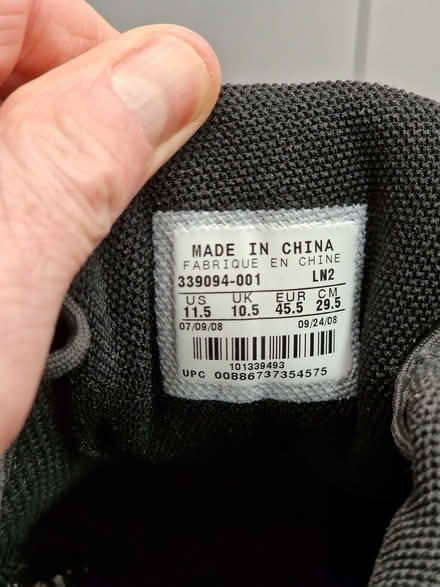 MADE IN CHINA
FABRIQUE EN CHINE
339094-001 LN2
US UK EUR CM
11.5 10.5 45.5 29.5
07/09/08 09/24/08
101339493
UPC 00886737354575